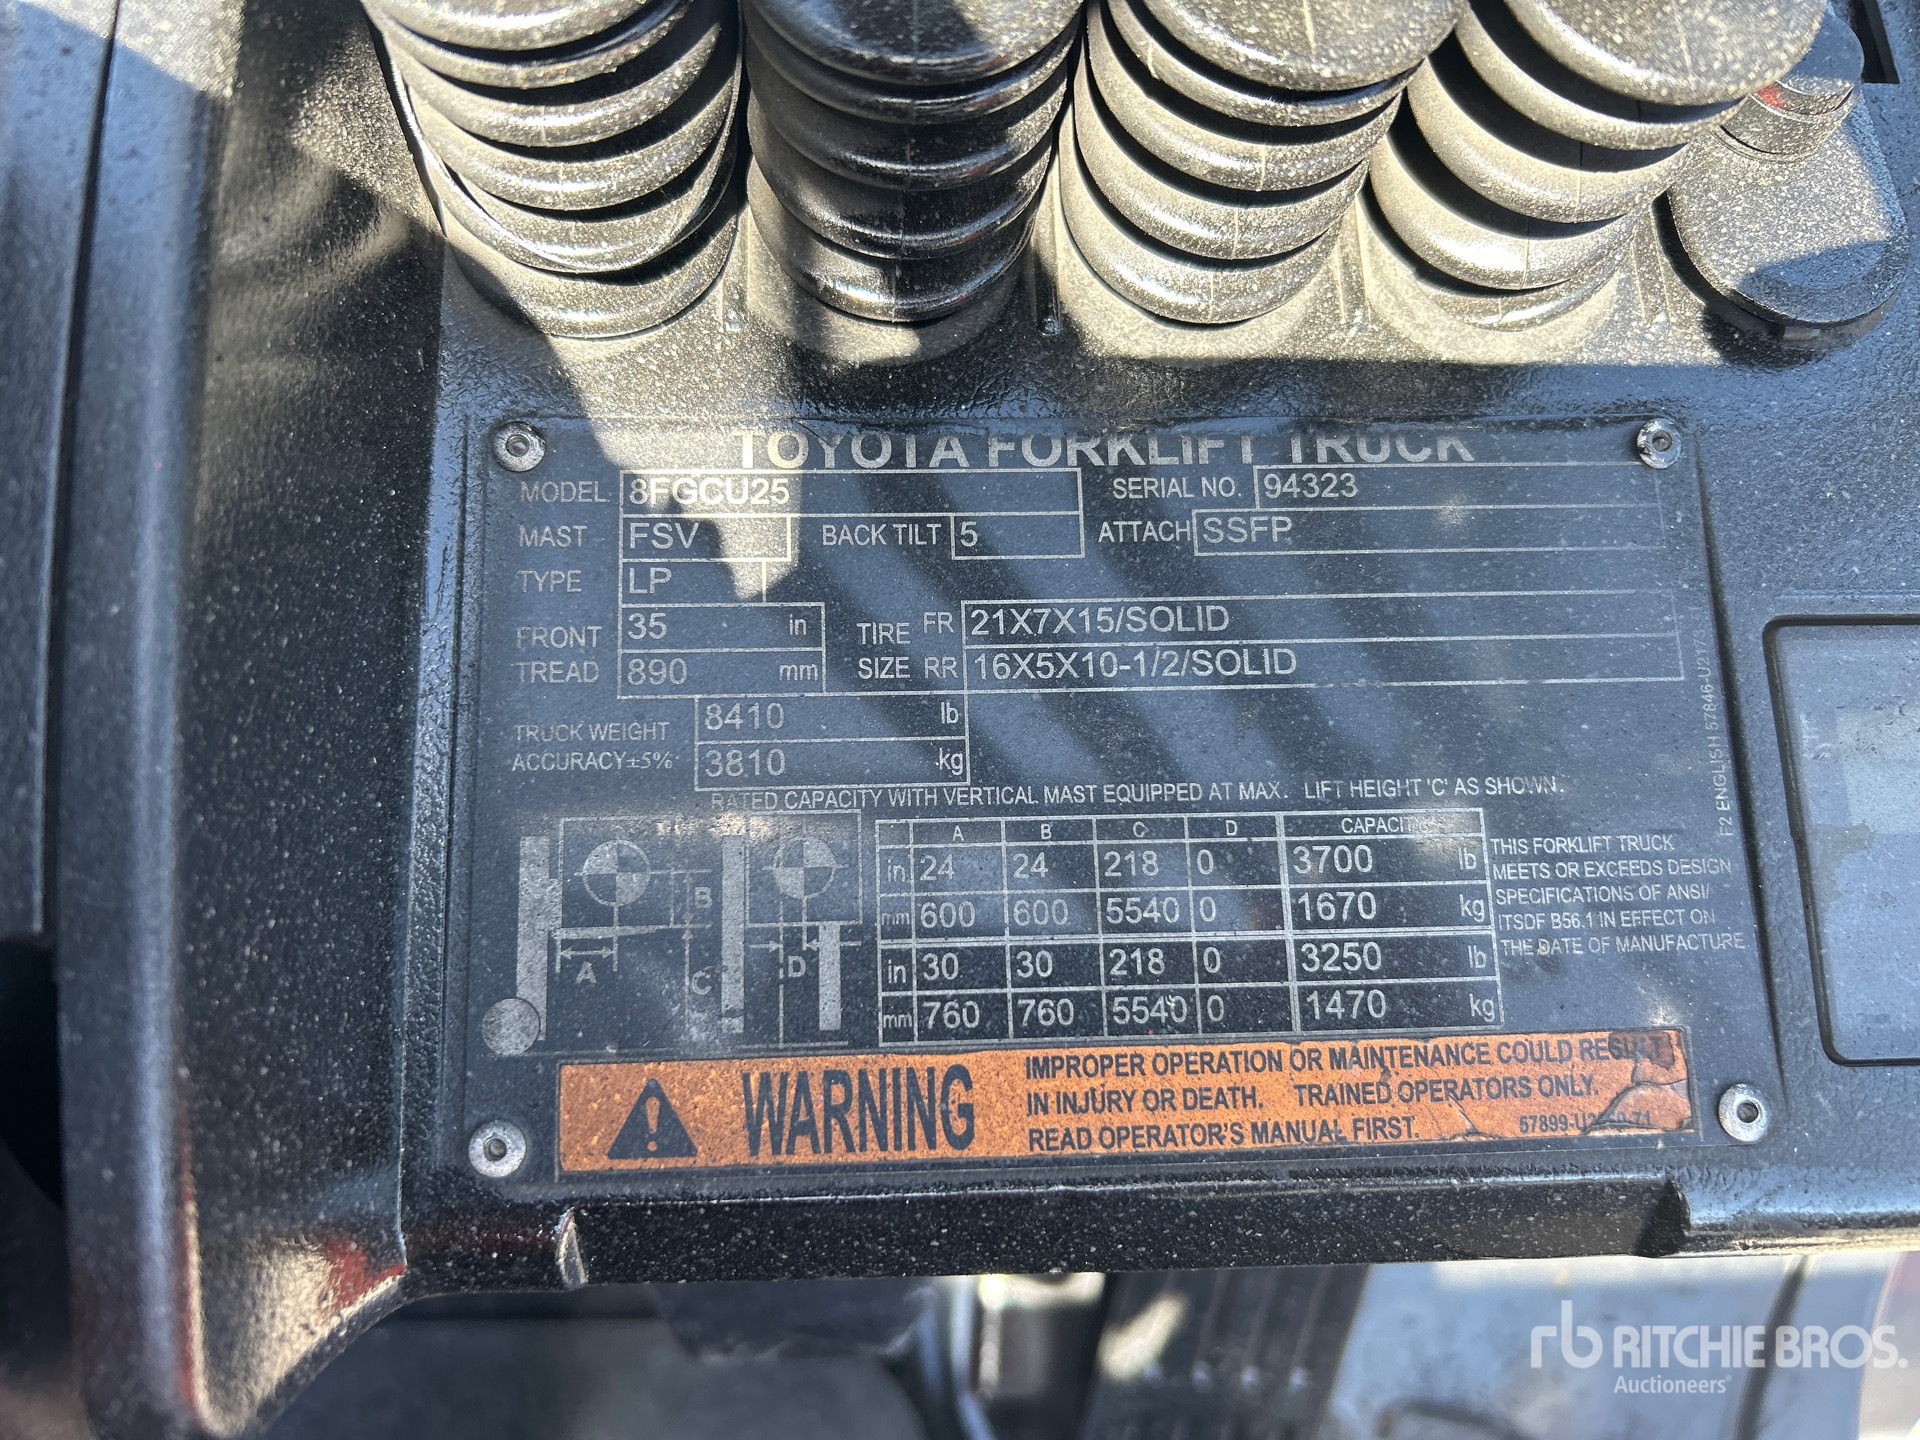 TOYOTA FORKLIFT TRUCK
MODEL 8FGCU25 SERIAL NO. 94323
MAST FSV BACK TILT 5 ATTACH SSFP
TYPE LP
FRONT TREAD 35 in 890 mm
TIRE SIZE FR 21X7X15/SOLID
RR 16X5X10-1/2/SOLID
TRUCK WEIGHT 8410 lb
ACCURACY±5% 3810 kg
RATED CAPACITY WITH VERTICAL MAST EQUIPPED AT MAX. LIFT HEIGHT 'C' AS SHOWN.
A B C D CAPACITY
in 24 24 218 0 3700 lb
mm 600 600 5540 0 1670 kg
in 30 30 218 0 3250 lb
mm 760 760 5540 0 1470 kg
A B C D
THIS FORKLIFT TRUCK
MEETS OR EXCEEDS DESIGN
SPECIFICATIONS OF ANSI/
ITSDF B56.1 IN EFFECT ON
THE DATE OF MANUFACTURE
F2 ENGLISH 57846-U2173
WARNING
IMPROPER OPERATION OR MAINTENANCE COULD RESULT
IN INJURY OR DEATH. TRAINED OPERATORS ONLY.
READ OPERATOR'S MANUAL FIRST.
rb RITCHIE BROS.
Auctioneers